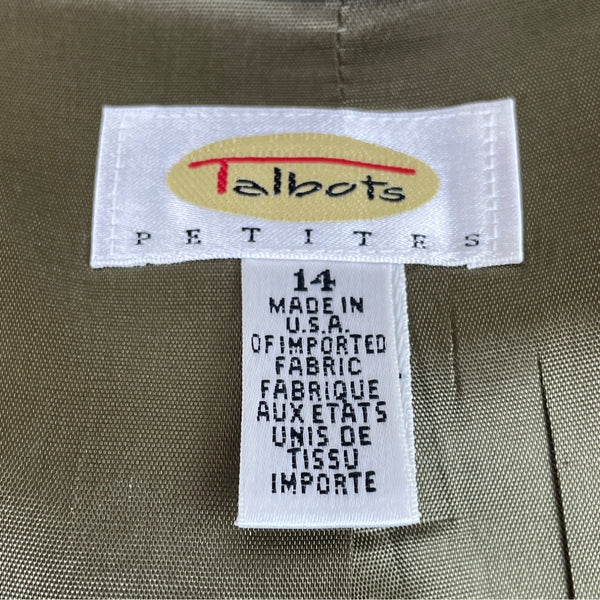 Talbots
PETITES
14
MADE IN
U.S.A.
OF IMPORTED
FABRIC
FABRIQUE
AUX ETATS
UNIS DE
TISSU
IMPORTE